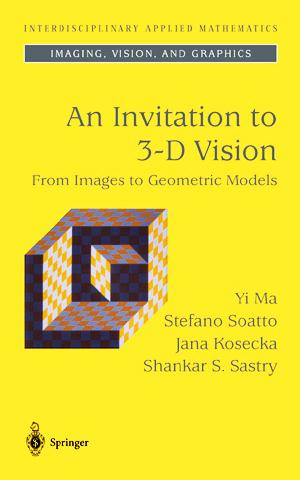 INTERDISCIPLINARY APPLIED MATHEMATICS
IMAGING, VISION, AND GRAPHICS
An Invitation to
3-D Vision
From Images to Geometric Models
Yi Ma
Stefano Soatto
Jana Kosecka
Shankar S. Sastry
Springer